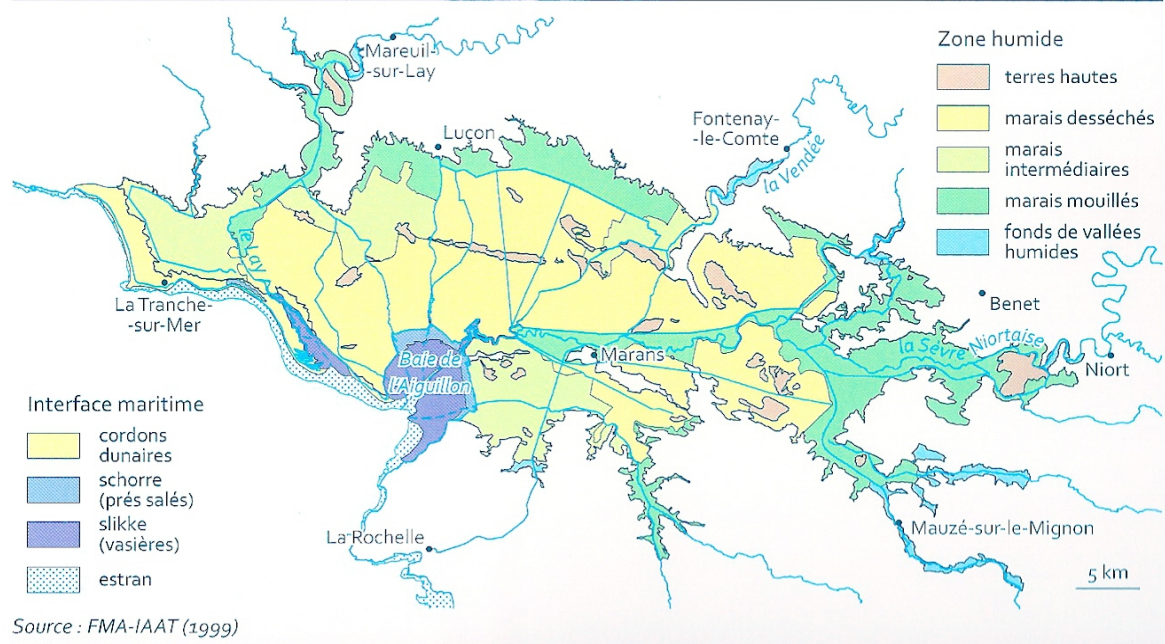 Mareuil-
-sur-Lay
Luçon
Fontenay-
-le-Comte
la Vendée
le Lay
La Tranche-
-sur-Mer
Baie de
l'Aiguillon
Marans
la Sèvre Niortaise
Benet
Niort
La Rochelle
Mauzé-sur-le-Mignon
Zone humide
terres hautes
marais desséchés
marais
intermédiaires
marais mouillés
fonds de vallées
humides
Interface maritime
cordons
dunaires
schorre
(prés salés)
slikke
(vasières)
estran
5 km
Source : FMA-IAAT (1999)